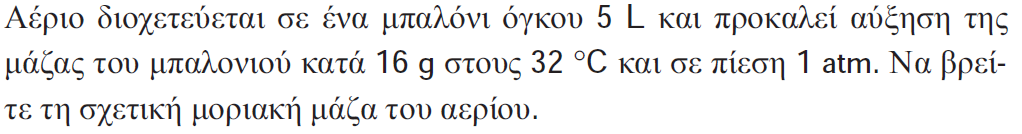 Αέριο διοχετεύεται σε ένα μπαλόνι όγκου 5 L και προκαλεί αύξηση της
μάζας του μπαλονιού κατά 16 g στους 32 °C και σε πίεση 1 atm. Να βρεί-
τε τη σχετική μοριακή μάζα του αερίου.